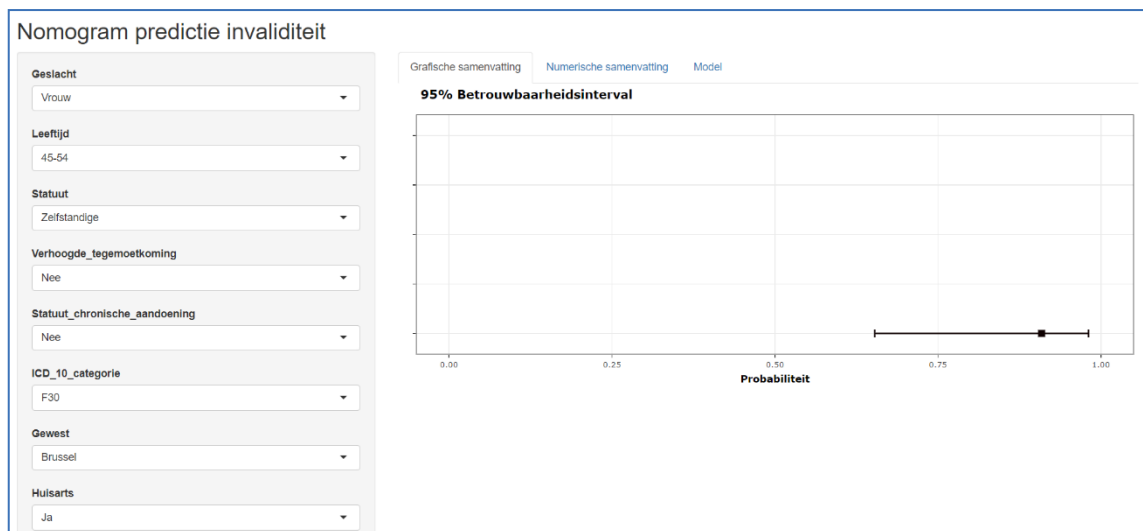 Nomogram predictie invaliditeit
Geslacht
Vrouw
Leeftijd
45-54
Statuut
Zelfstandige
Verhoogde_tegemoetkoming
Nee
Statuut_chronische_aandoening
Nee
ICD_10_categorie
F30
Gewest
Brussel
Huisarts
Ja
Grafische samenvatting Numerische samenvatting Model
95% Betrouwbaarheidsinterval
0.00 0.25 0.50 0.75 1.00
Probabiliteit